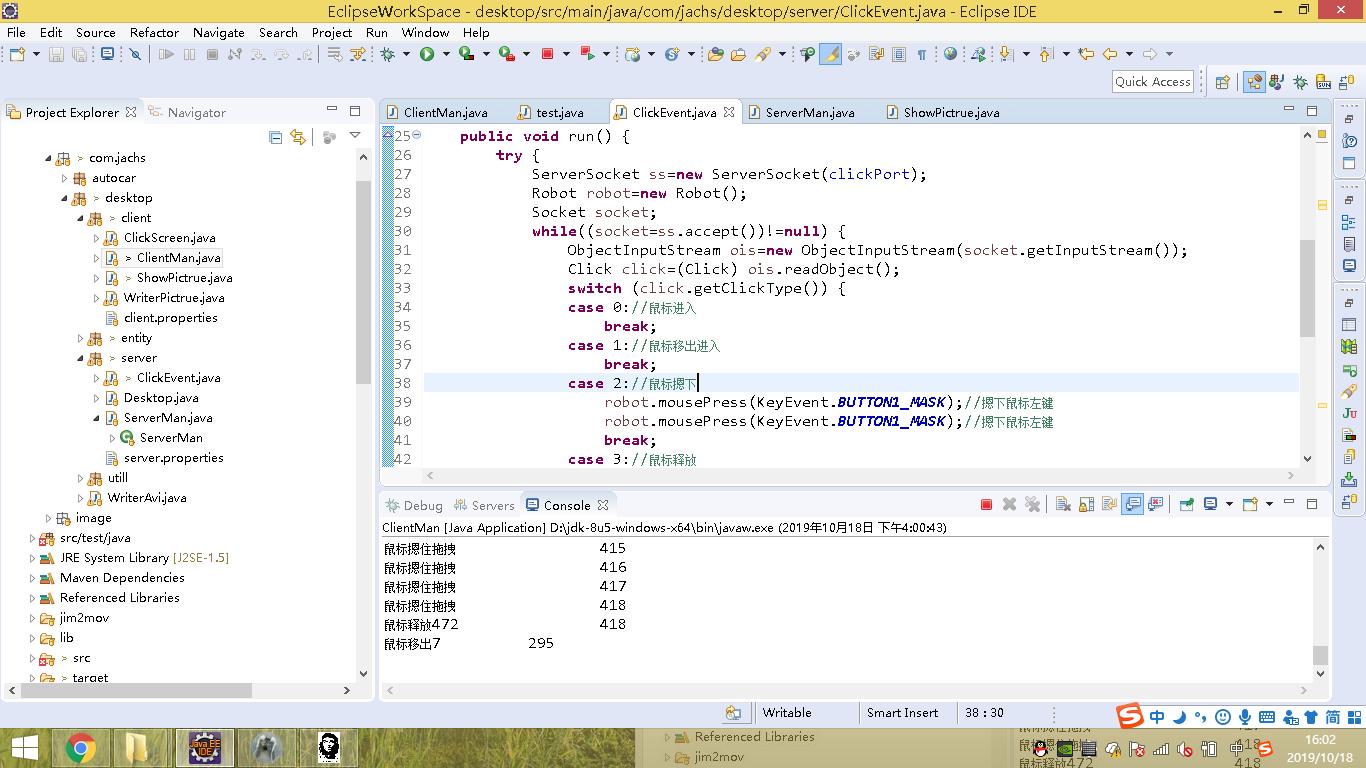 EclipseWorkSpace - desktop/src/main/java/com/jachs/desktop/server/ClickEvent.java - Eclipse IDE
File Edit Source Refactor Navigate Search Project Run Window Help
Quick Access
Project Explorer
Navigator
> com.jachs
autocar
> desktop
> client
ClickScreen.java
> ClientMan.java
> ShowPictrue.java
WriterPictrue.java
client.properties
> entity
> server
> ClickEvent.java
Desktop.java
ServerMan.java
ServerMan
server.properties
utill
WriterAvi.java
image
src/test/java
JRE System Library [J2SE-1.5]
Maven Dependencies
Referenced Libraries
jim2mov
lib
> src
> target
ClientMan.java test.java ClickEvent.java ServerMan.java ShowPictrue.java
25 public void run() {
26 try {
27 ServerSocket ss=new ServerSocket(clickPort);
28 Robot robot=new Robot();
29 Socket socket;
30 while((socket=ss.accept())!=null) {
31 ObjectInputStream ois=new ObjectInputStream(socket.getInputStream());
32 Click click=(Click) ois.readObject();
33 switch (click.getClickType()) {
34 case 0://鼠标进入
35 break;
36 case 1://鼠标移出进入
37 break;
38 case 2://鼠标摁下
39 robot.mousePress(KeyEvent.BUTTON1_MASK);//摁下鼠标左键
40 robot.mousePress(KeyEvent.BUTTON1_MASK);//摁下鼠标左键
41 break;
42 case 3://鼠标释放
Debug Servers Console
ClientMan [Java Application] D:\jdk-8u5-windows-x64\bin\javaw.exe (2019年10月18日 下午4:00:43)
鼠标摁住拖拽 415
鼠标摁住拖拽 416
鼠标摁住拖拽 417
鼠标摁住拖拽 418
鼠标释放472 418
鼠标移出7 295
Writable Smart Insert 38 : 30
中 简
Java EE IDE
Referenced Libraries
jim2mov
鼠标释放472 418
中
16:02
2019/10/18